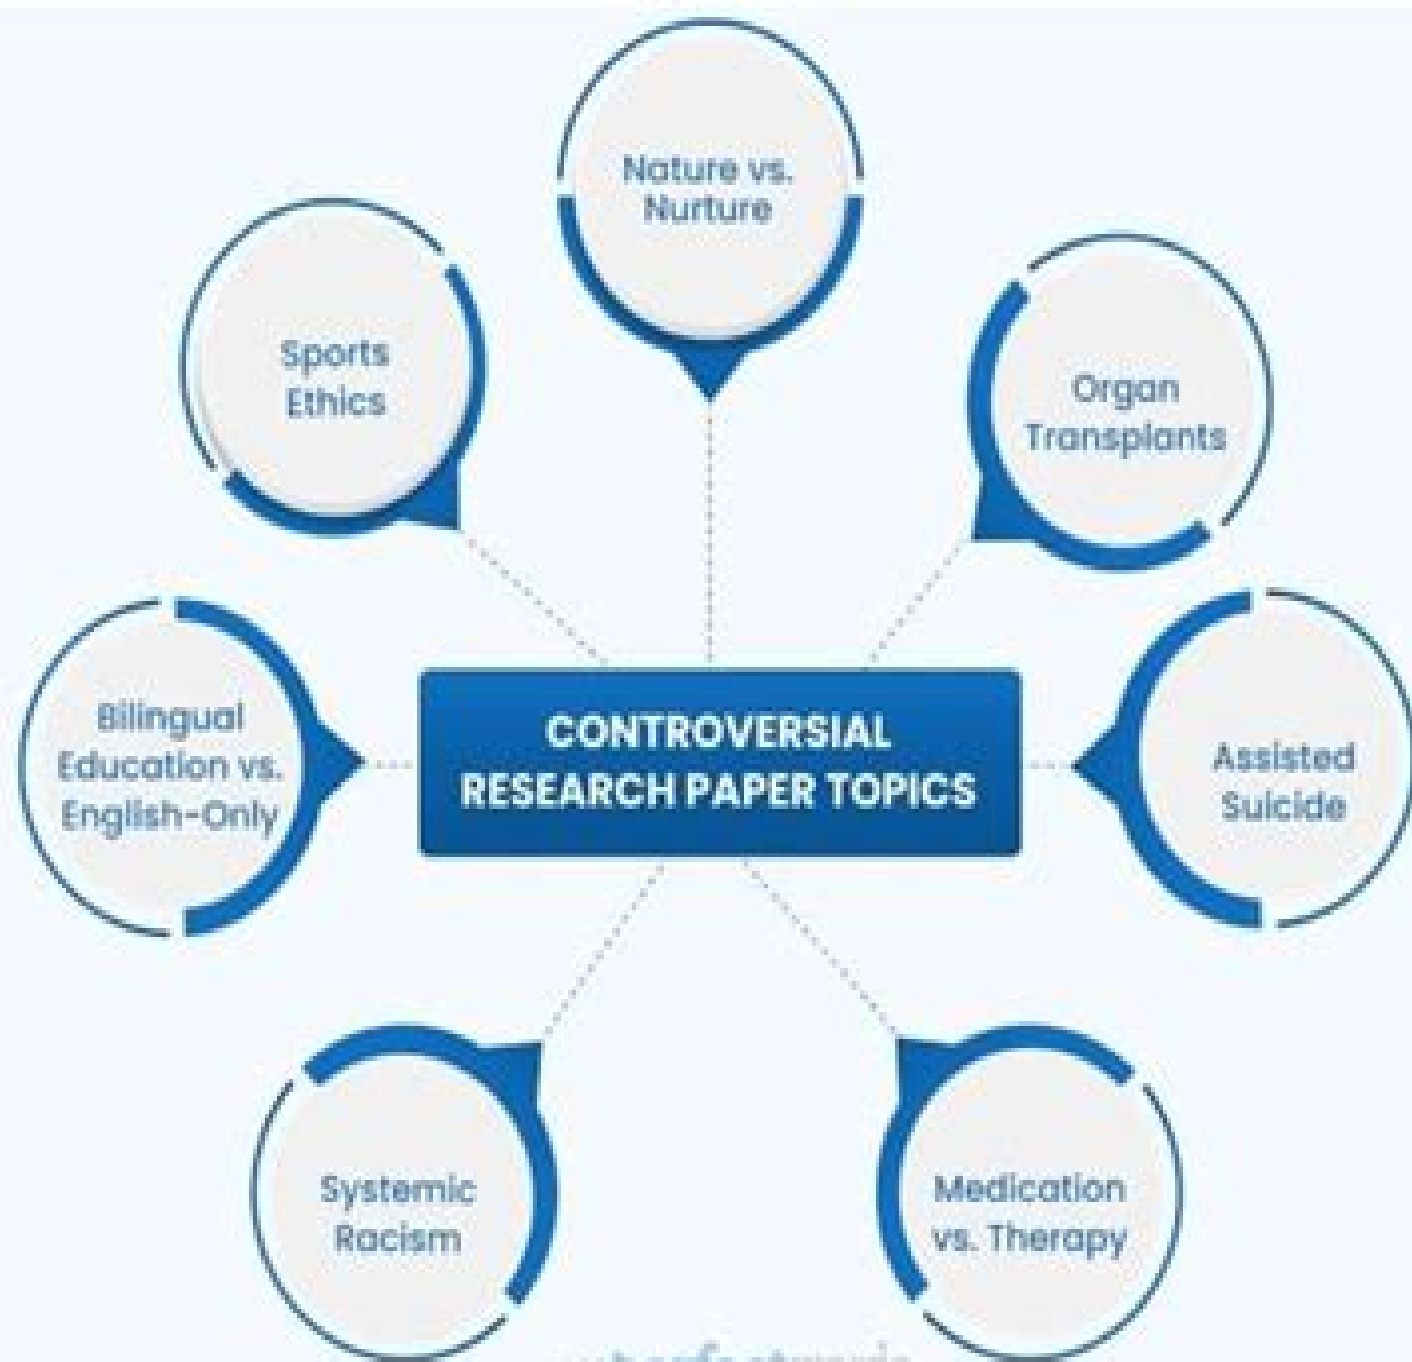 Nature vs.
Nurture
Sports
Ethics
Organ
Transplants
Bilingual
Education vs.
English-Only
CONTROVERSIAL
RESEARCH PAPER TOPICS
Assisted
Suicide
Systemic
Racism
Medication
vs. Therapy